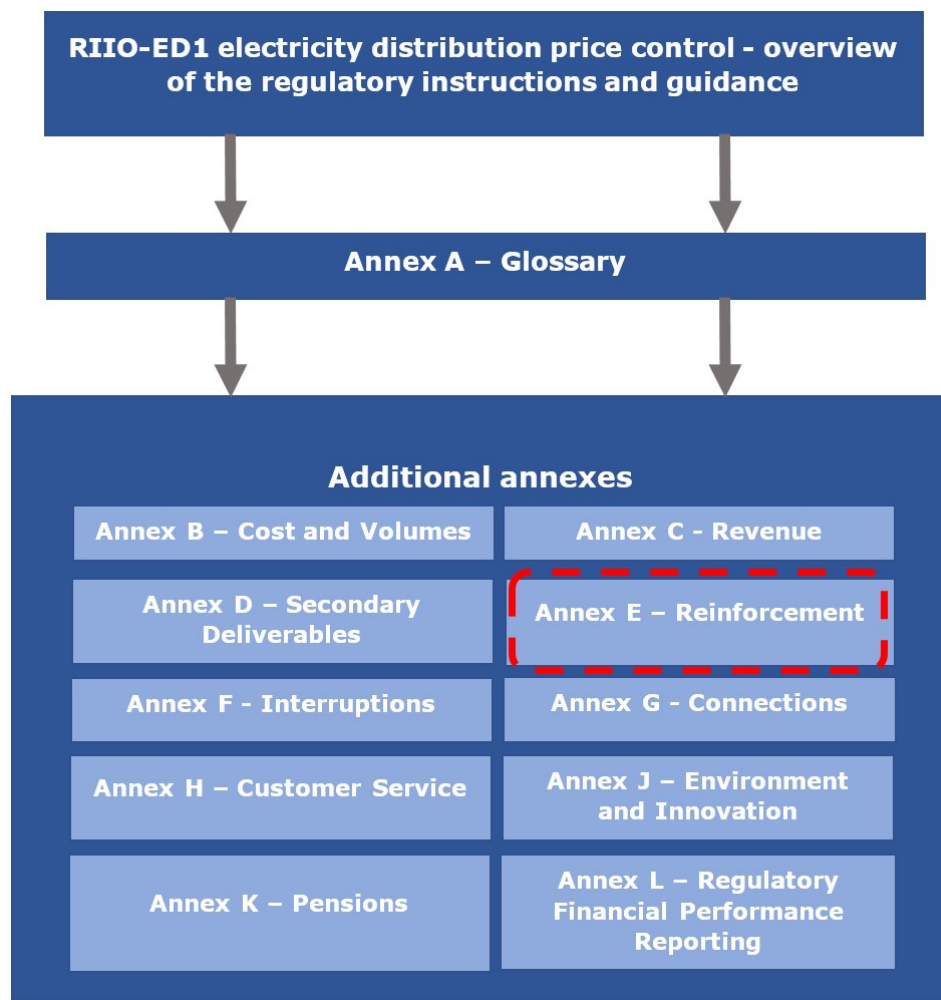 RIIO-ED1 electricity distribution price control - overview
of the regulatory instructions and guidance
Annex A – Glossary
Additional annexes
Annex B – Cost and Volumes
Annex C - Revenue
Annex D – Secondary
Deliverables
Annex E – Reinforcement
Annex F - Interruptions
Annex G - Connections
Annex H – Customer Service
Annex J – Environment
and Innovation
Annex K – Pensions
Annex L – Regulatory
Financial Performance
Reporting